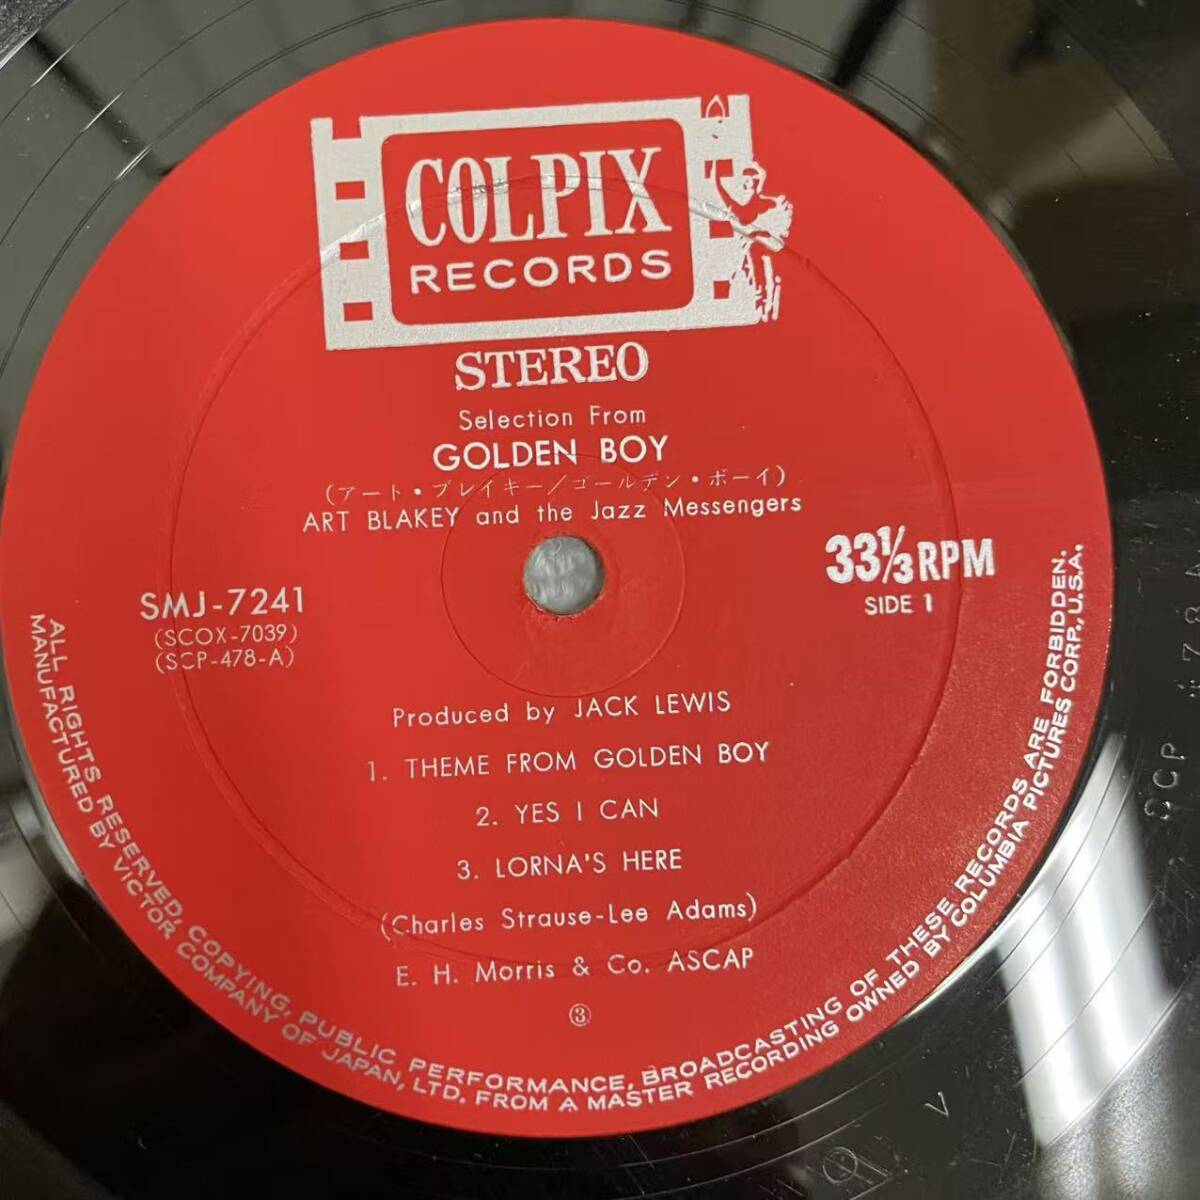 COLPIX
RECORDS
STEREO
Selection From
GOLDEN BOY
(アート・ブレイキー/ゴールデン・ボーイ)
ART BLAKEY and the Jazz Messengers
33⅓ RPM
SIDE 1
SMJ-7241
(SCOX-7039)
(SCP-478-A)
Produced by JACK LEWIS
1. THEME FROM GOLDEN BOY
2. YES I CAN
3. LORNA'S HERE
(Charles Strause-Lee Adams)
E. H. Morris & Co. ASCAP
③
ALL RIGHTS RESERVED, COPYING, PUBLIC PERFORMANCE, BROADCASTING OF THESE RECORDS ARE FORBIDDEN.
MANUFACTURED BY VICTOR COMPANY OF JAPAN, LTD. FROM A MASTER RECORDING OWNED BY COLUMBIA PICTURES CORP., U.S.A.